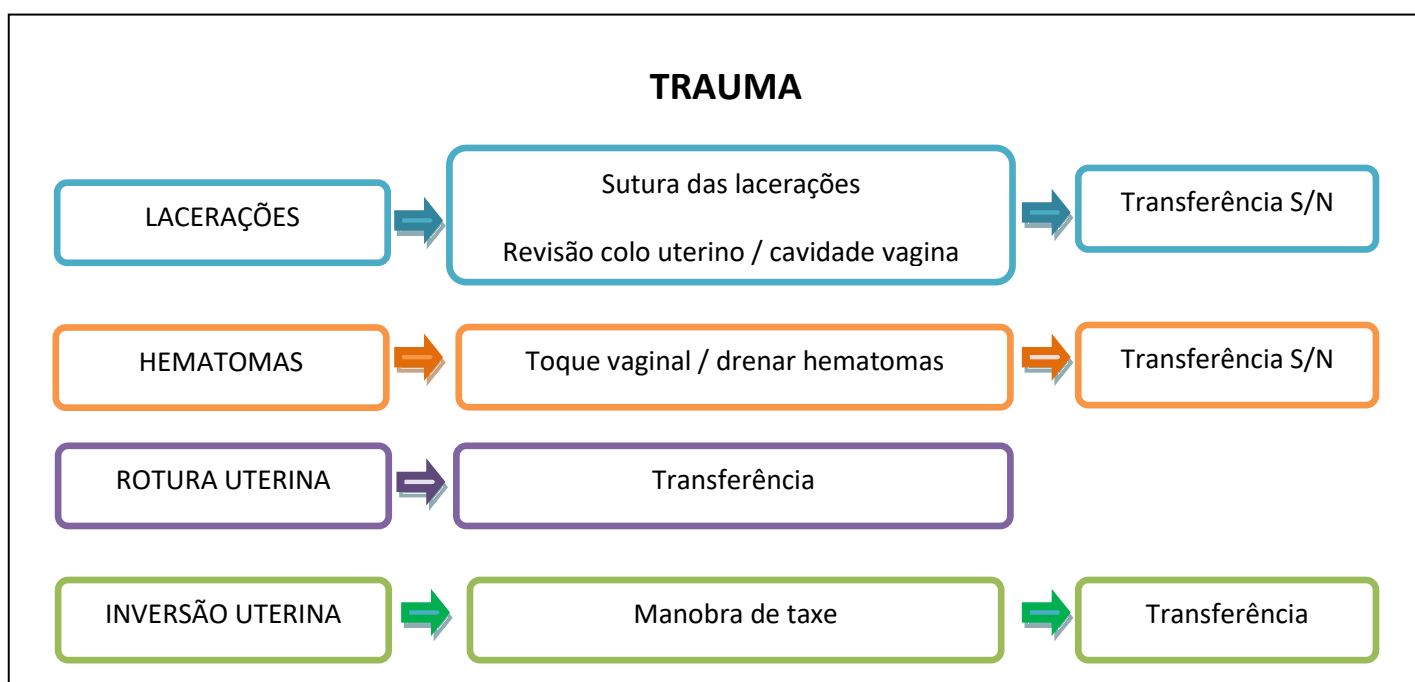 TRAUMA
LACERAÇÕES
Sutura das lacerações
Revisão colo uterino / cavidade vagina
Transferência S/N
HEMATOMAS
Toque vaginal / drenar hematomas
Transferência S/N
ROTURA UTERINA
Transferência
INVERSÃO UTERINA
Manobra de taxe
Transferência